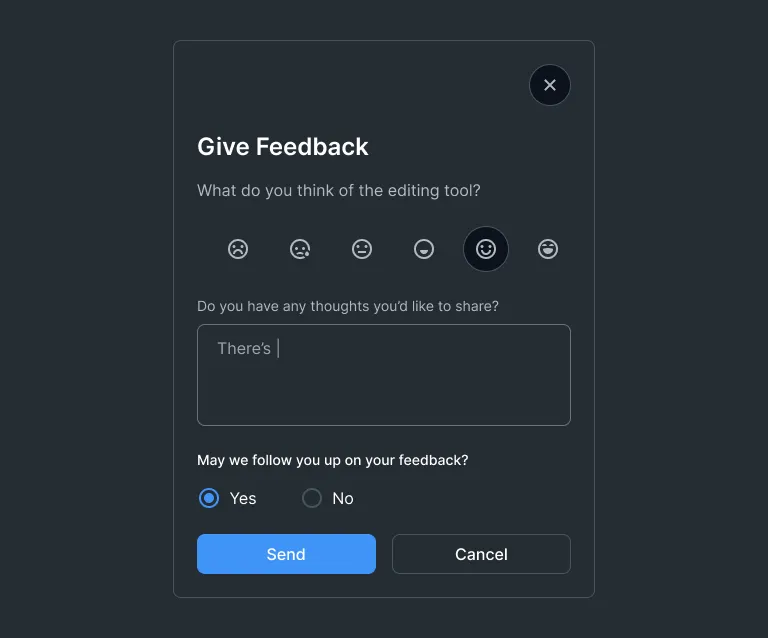 Give Feedback
What do you think of the editing tool?
Do you have any thoughts you’d like to share?
There’s
May we follow you up on your feedback?
Yes No
Send Cancel